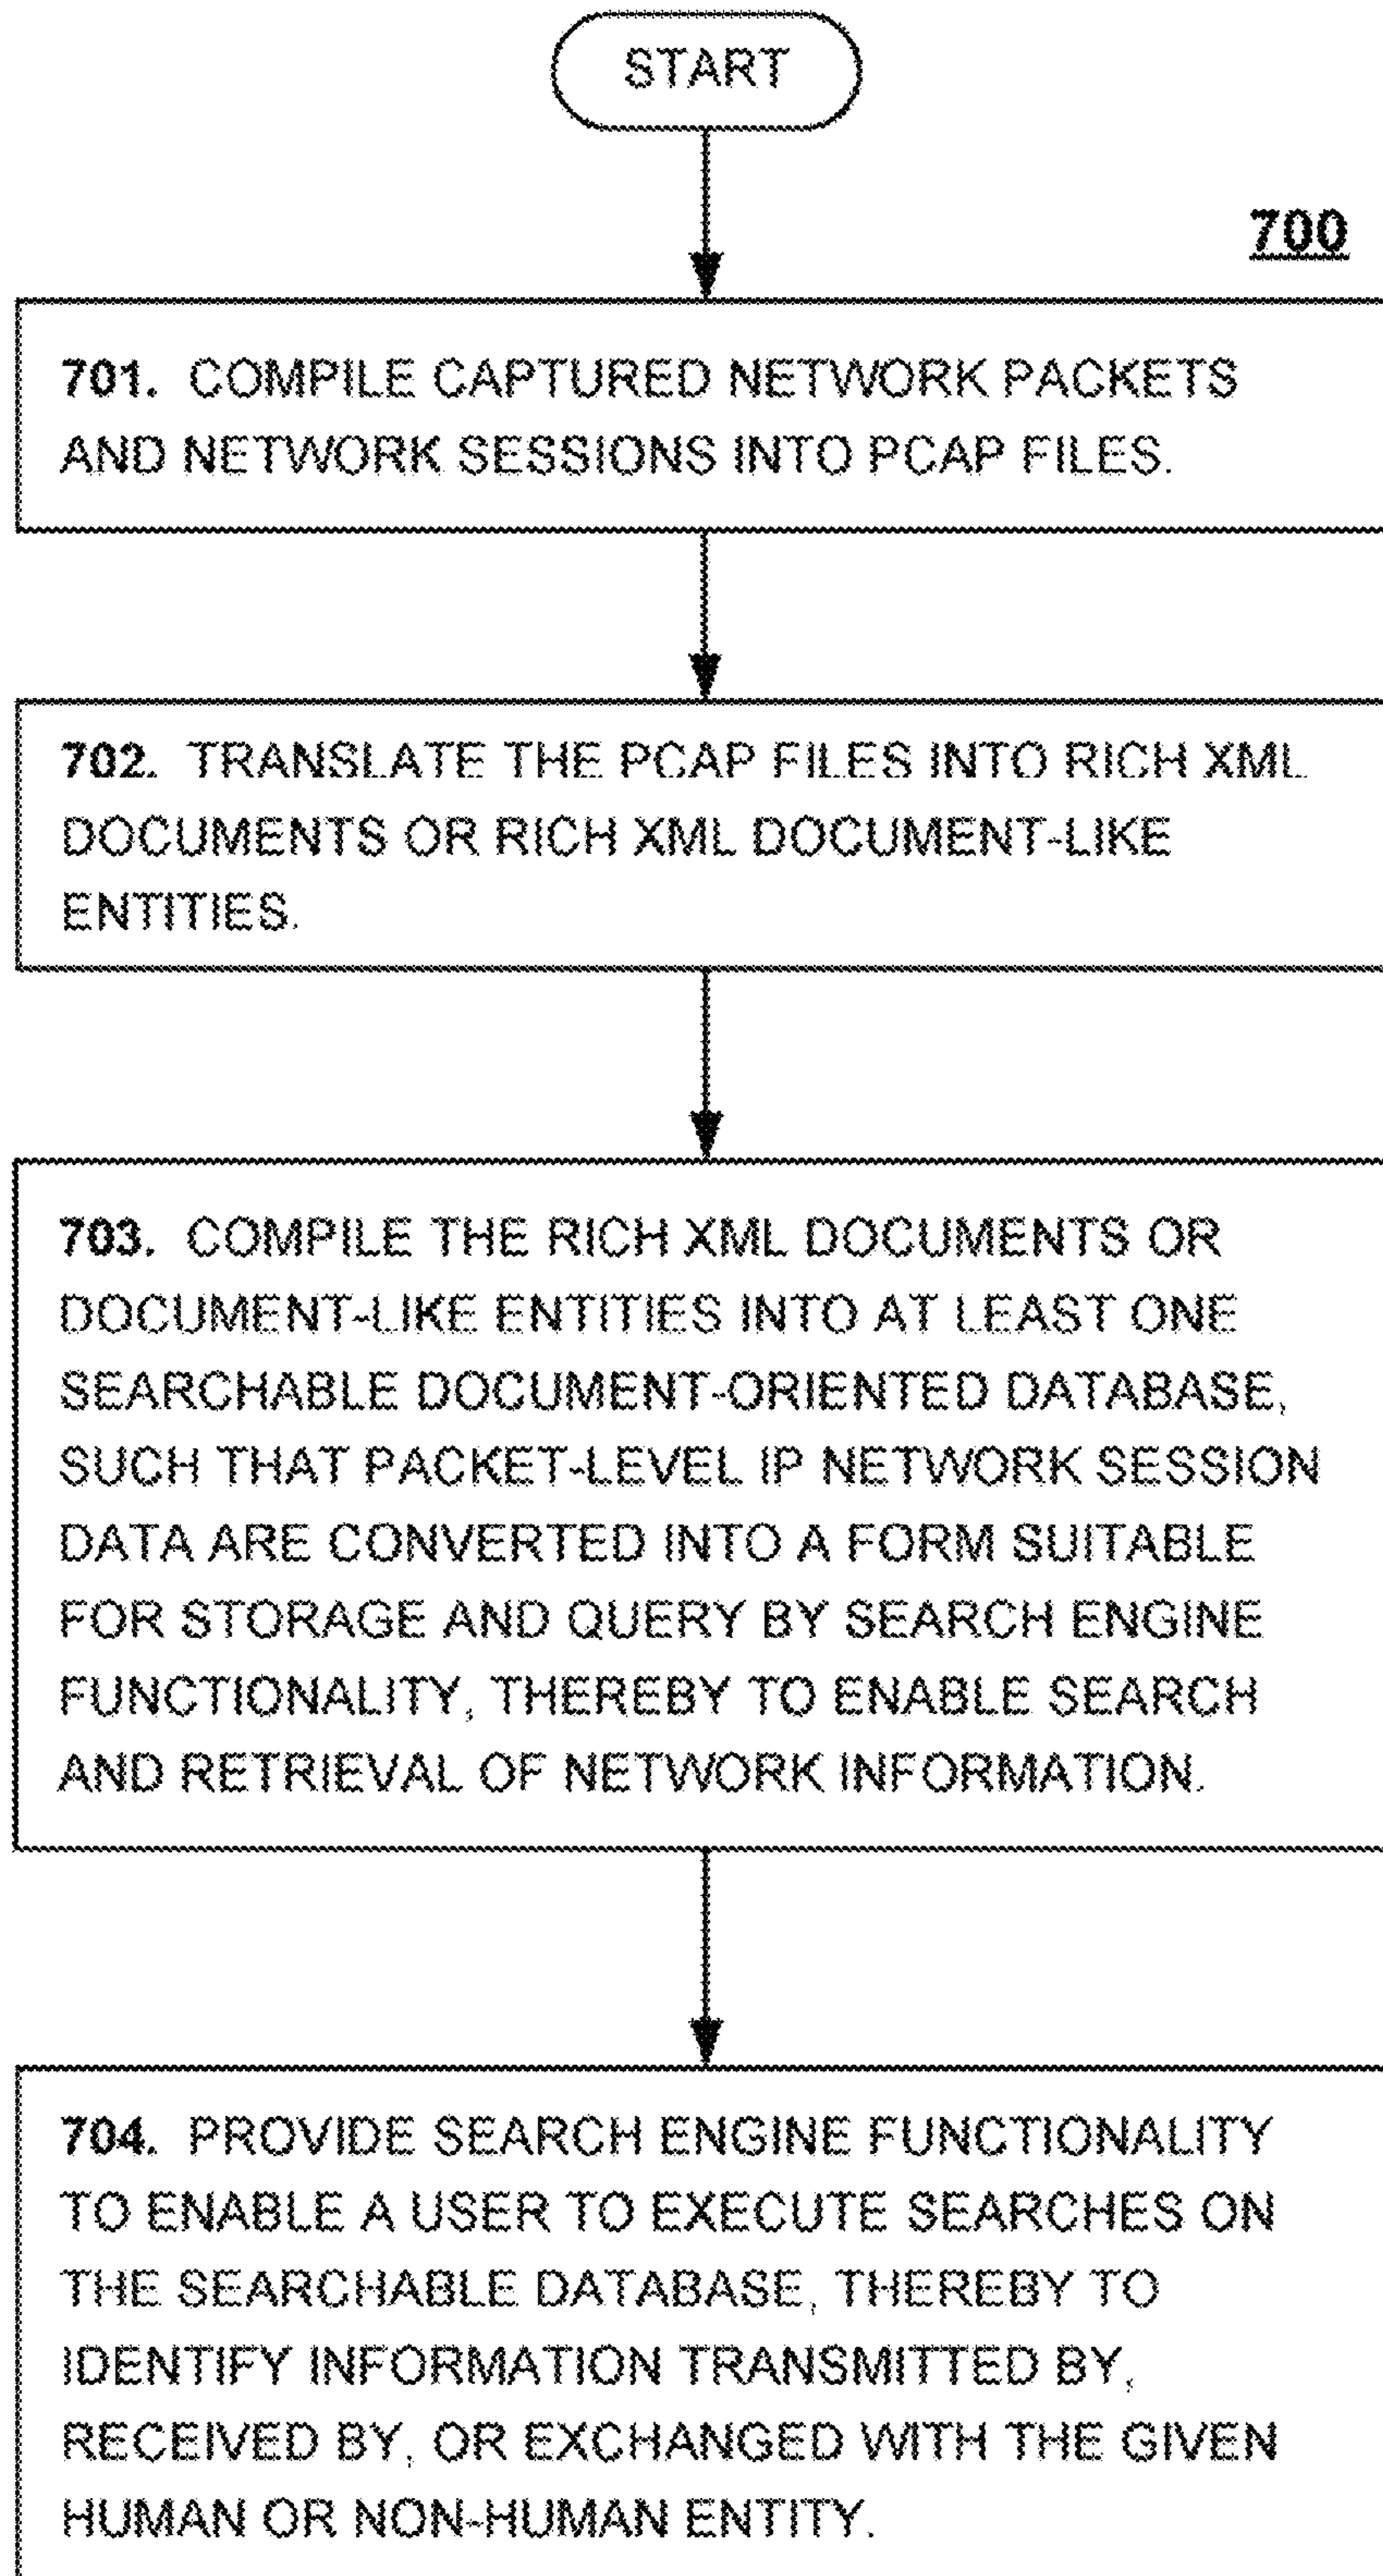 START
700
701. COMPILE CAPTURED NETWORK PACKETS
AND NETWORK SESSIONS INTO PCAP FILES.
702. TRANSLATE THE PCAP FILES INTO RICH XML
DOCUMENTS OR RICH XML DOCUMENT-LIKE
ENTITIES.
703. COMPILE THE RICH XML DOCUMENTS OR
DOCUMENT-LIKE ENTITIES INTO AT LEAST ONE
SEARCHABLE DOCUMENT-ORIENTED DATABASE,
SUCH THAT PACKET-LEVEL IP NETWORK SESSION
DATA ARE CONVERTED INTO A FORM SUITABLE
FOR STORAGE AND QUERY BY SEARCH ENGINE
FUNCTIONALITY, THEREBY TO ENABLE SEARCH
AND RETRIEVAL OF NETWORK INFORMATION.
704. PROVIDE SEARCH ENGINE FUNCTIONALITY
TO ENABLE A USER TO EXECUTE SEARCHES ON
THE SEARCHABLE DATABASE, THEREBY TO
IDENTIFY INFORMATION TRANSMITTED BY,
RECEIVED BY, OR EXCHANGED WITH THE GIVEN
HUMAN OR NON-HUMAN ENTITY.